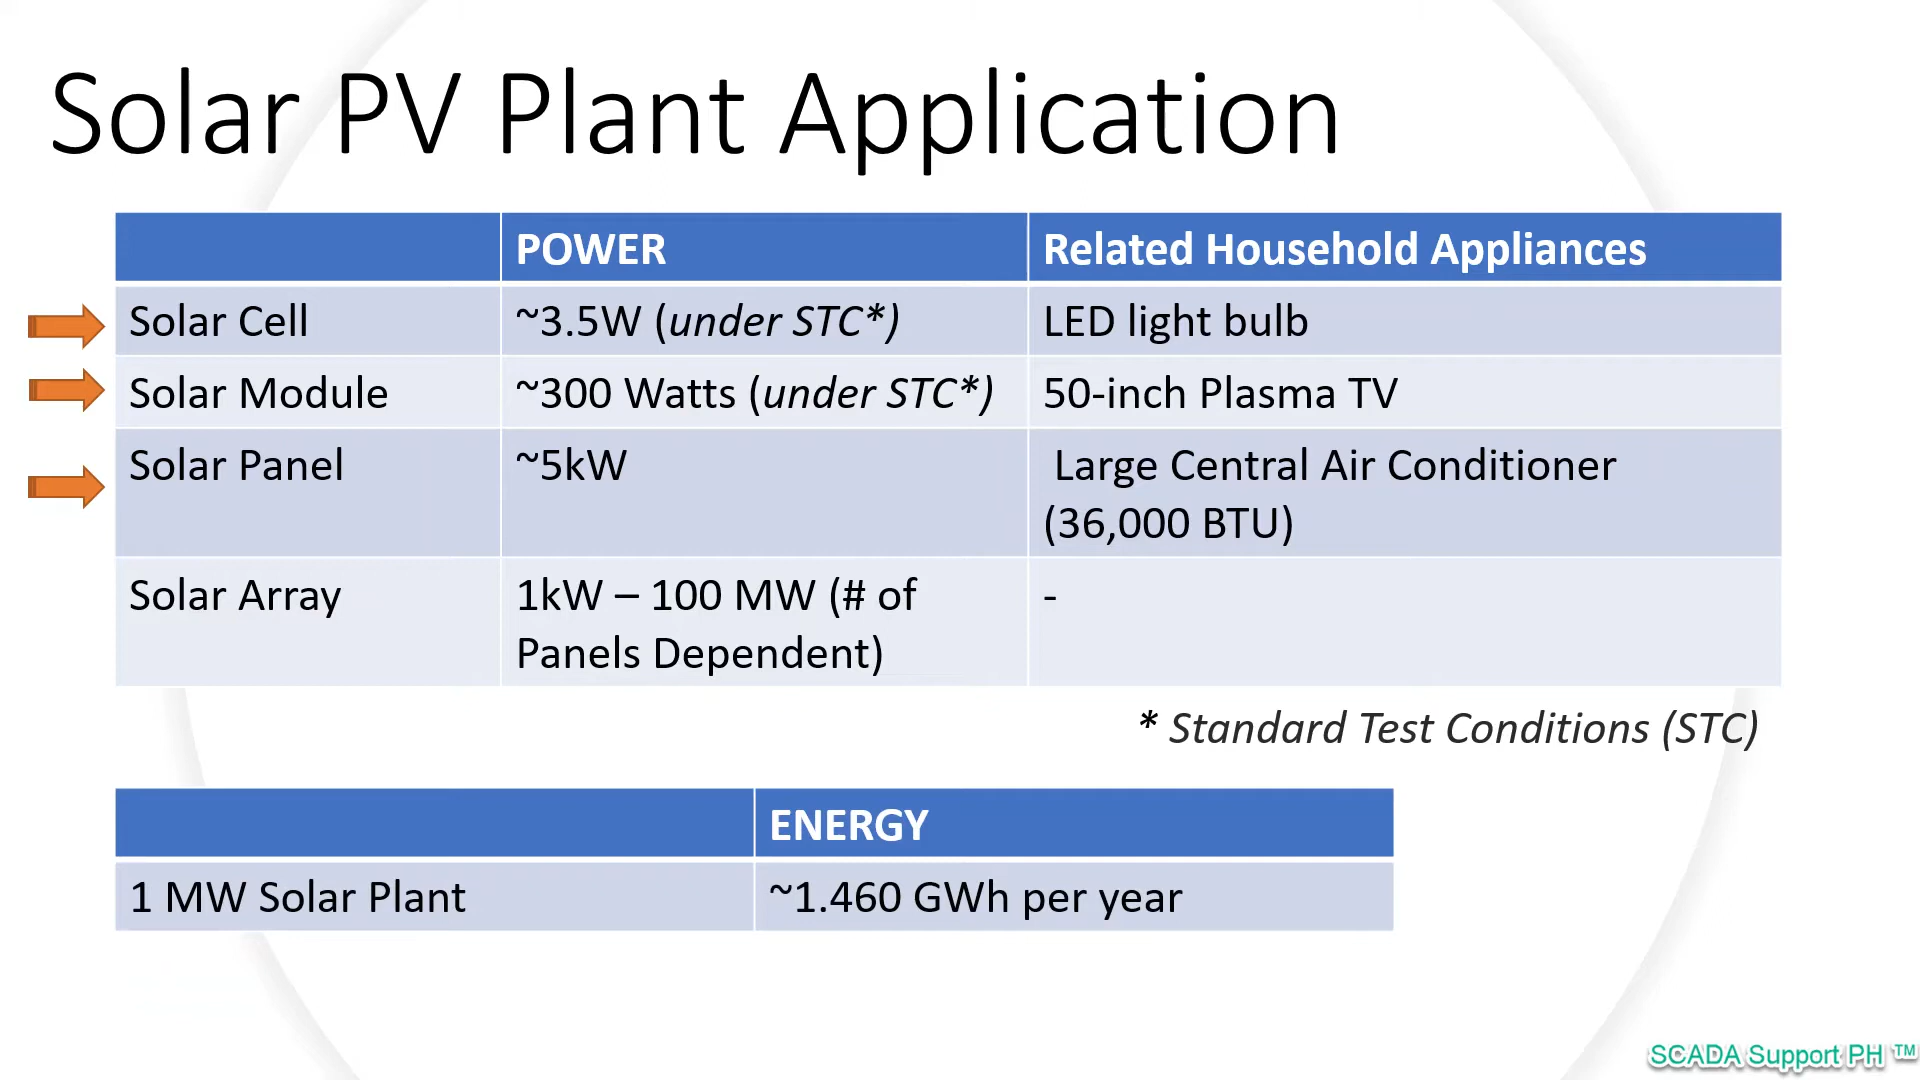 Solar PV Plant Application
POWER
Related Household Appliances
Solar Cell
~3.5W (under STC*)
LED light bulb
Solar Module
~300 Watts (under STC*)
50-inch Plasma TV
Solar Panel
~5kW
Large Central Air Conditioner
(36,000 BTU)
Solar Array
1kW – 100 MW (# of
Panels Dependent)
-
* Standard Test Conditions (STC)
ENERGY
1 MW Solar Plant
~1.460 GWh per year
SCADA Support PH ™